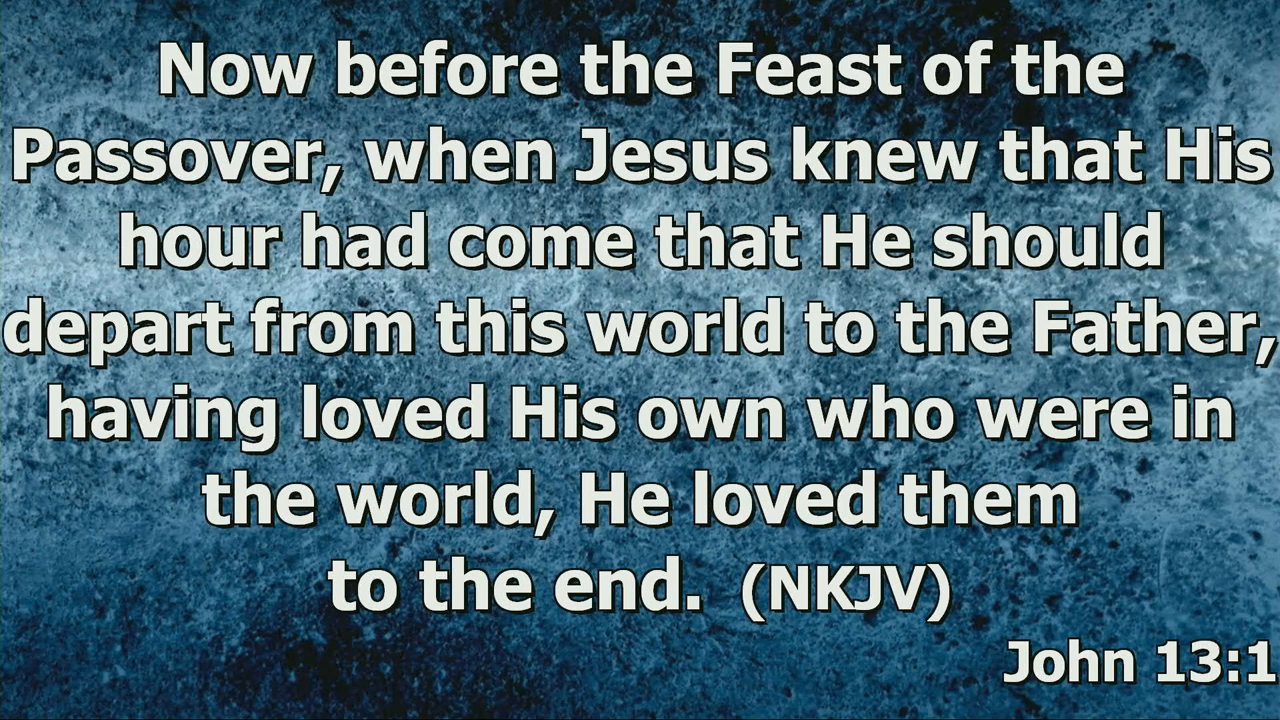 Now before the Feast of the
Passover, when Jesus knew that His
hour had come that He should
depart from this world to the Father,
having loved His own who were in
the world, He loved them
to the end.  (NKJV)
John 13:1